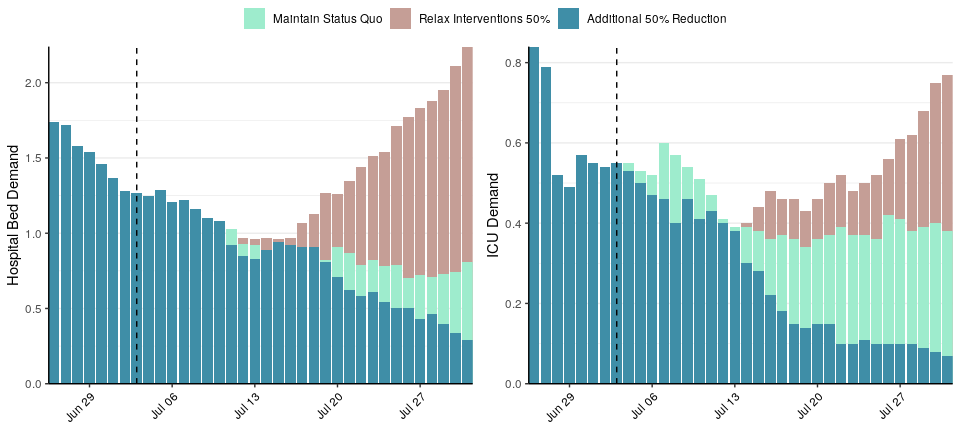 Maintain Status Quo Relax Interventions 50% Additional 50% Reduction
Hospital Bed Demand
2.0
1.5
1.0
0.5
0.0
Jun 29 Jul 06 Jul 13 Jul 20 Jul 27
ICU Demand
0.8
0.6
0.4
0.2
0.0
Jun 29 Jul 06 Jul 13 Jul 20 Jul 27